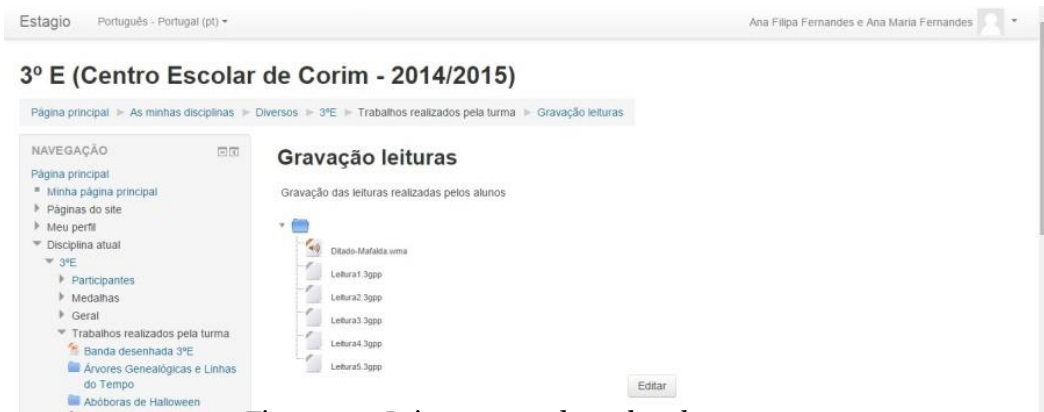 Estagio Português - Portugal (pt)
Ana Filipa Fernandes e Ana Maria Fernandes
3º E (Centro Escolar de Corim - 2014/2015)
Página principal As minhas disciplinas Diversos 3ºE Trabalhos realizados pela turma Gravação leituras
NAVEGAÇÃO
Página principal
Minha página principal
Páginas do site
Meu perfil
Disciplina atual
3ºE
Participantes
Medalhas
Geral
Trabalhos realizados pela turma
Banda desenhada 3ºE
Árvores Genealógicas e Linhas
do Tempo
Abóboras de Halloween
Gravação leituras
Gravação das leituras realizadas pelos alunos
Ditado-Mafalda.wma
Leitura1.3gpp
Leitura2.3gpp
Leitura3.3gpp
Leitura4.3gpp
Leitura5.3gpp
Editar